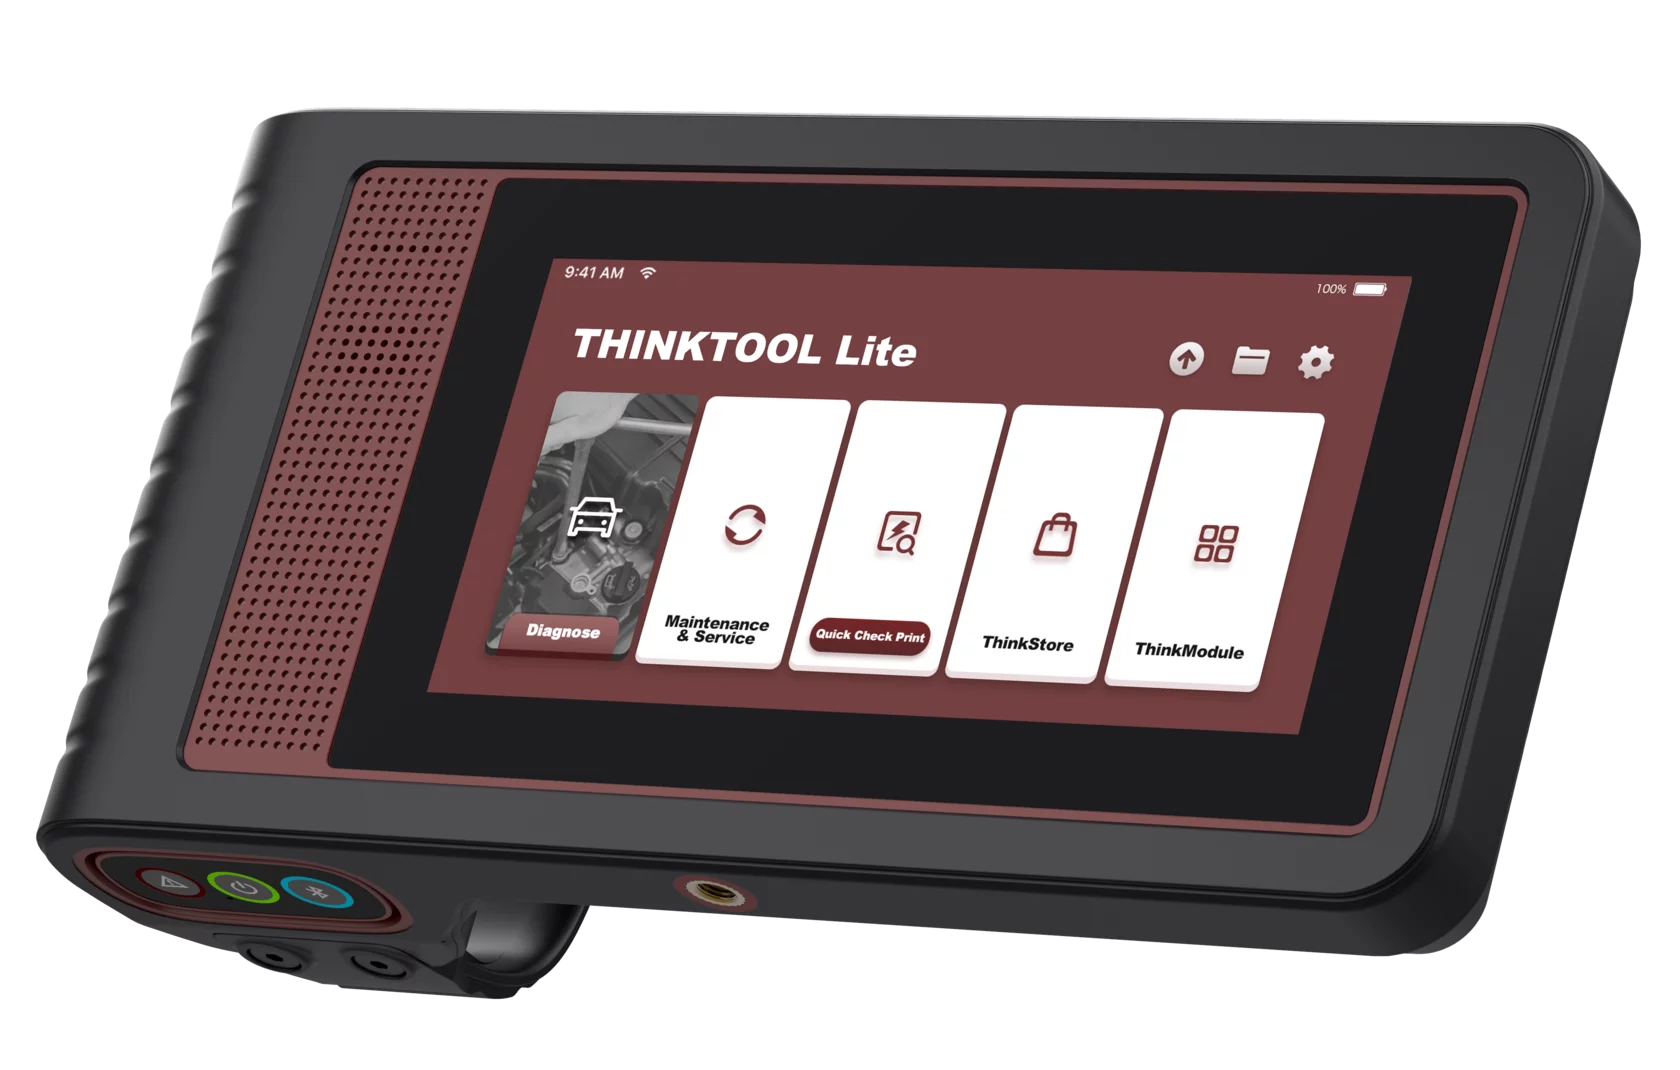 9:41 AM
100%
THINKTOOL Lite
Diagnose
Maintenance
& Service
Quick Check Print
ThinkStore
ThinkModule